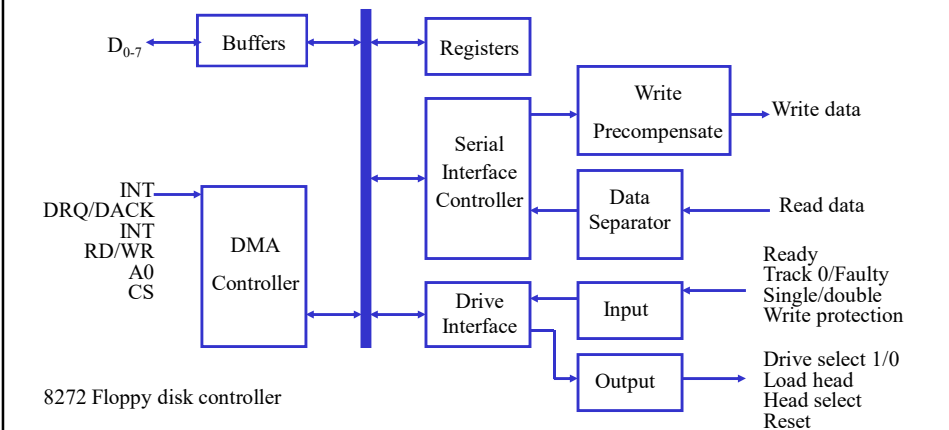 D0-7
Buffers
Registers
Write
Precompensate
Write data
Serial
Interface
Controller
Data
Separator
Read data
INT
DRQ/DACK
INT
RD/WR
A0
CS
DMA
Controller
Drive
Interface
Input
Ready
Track 0/Faulty
Single/double
Write protection
Output
Drive select 1/0
Load head
Head select
Reset
8272 Floppy disk controller